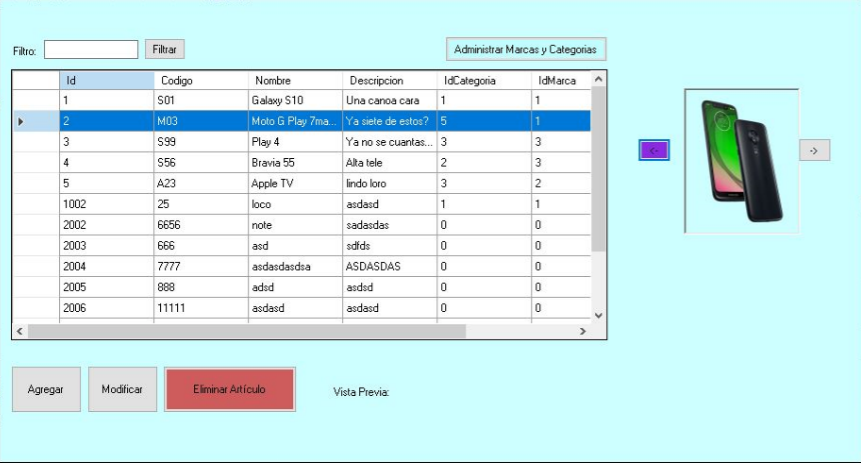 Filtro: Filtrar Administrar Marcas y Categorias
Id Codigo Nombre Descripcion IdCategoria IdMarca
1 S01 Galaxy S10 Una canoa cara 1 1
2 M03 Moto G Play 7ma... Ya siete de estos? 5 1
3 S99 Play 4 Ya no se cuantas... 3 3
4 S56 Bravia 55 Alta tele 2 3
5 A23 Apple TV lindo loro 3 2
1002 25 loco asdasd 1 1
2002 6656 note sadasdas 0 0
2003 666 asd sdfds 0 0
2004 7777 asdasdasdsa ASDASDAS 0 0
2005 888 adsd asdsd 0 0
2006 11111 asdasd asdasd 0 0
<- ->
Agregar Modificar Eliminar Artículo Vista Previa: